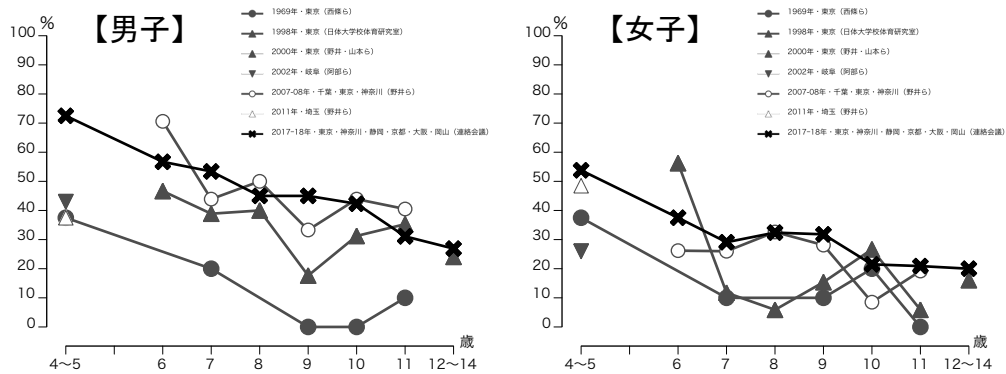 %
【男子】
1969年・東京（西條ら）
1998年・東京（日体大学校体育研究室）
2000年・東京（野井・山本ら）
2002年・岐阜（阿部ら）
2007-08年・千葉・東京・神奈川（野井ら）
2011年・埼玉（野井ら）
2017-18年・東京・神奈川・静岡・京都・大阪・岡山（連絡会議）
100
90
80
70
60
50
40
30
20
10
0
歳
4〜5 6 7 8 9 10 11 12〜14
%
【女子】
1969年・東京（西條ら）
1998年・東京（日体大学校体育研究室）
2000年・東京（野井・山本ら）
2002年・岐阜（阿部ら）
2007-08年・千葉・東京・神奈川（野井ら）
2011年・埼玉（野井ら）
2017-18年・東京・神奈川・静岡・京都・大阪・岡山（連絡会議）
100
90
80
70
60
50
40
30
20
10
0
歳
4〜5 6 7 8 9 10 11 12〜14